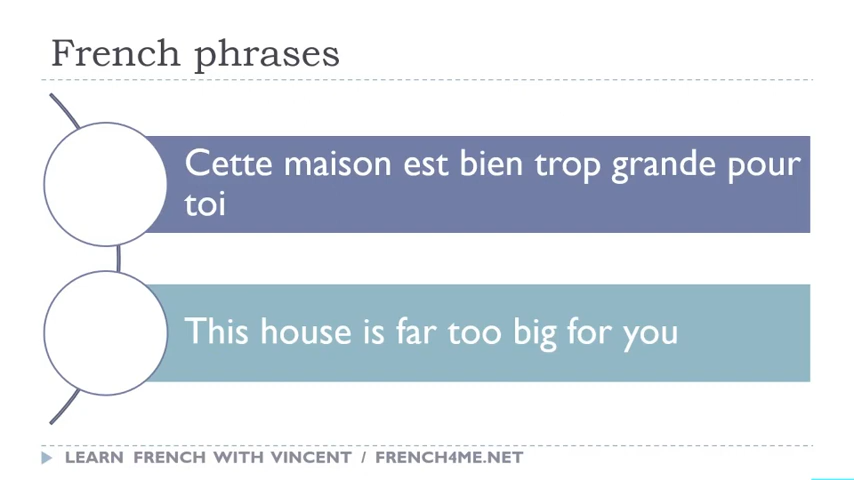 French phrases
Cette maison est bien trop grande pour
toi
This house is far too big for you
LEARN FRENCH WITH VINCENT / FRENCH4ME.NET